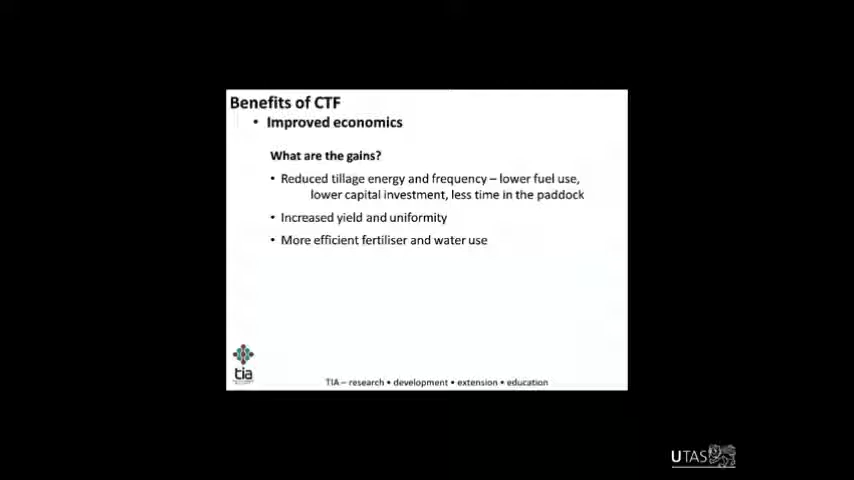 Benefits of CTF
• Improved economics
What are the gains?
• Reduced tillage energy and frequency – lower fuel use,
lower capital investment, less time in the paddock
• Increased yield and uniformity
• More efficient fertiliser and water use
tia
TIA – research • development • extension • education
UTAS